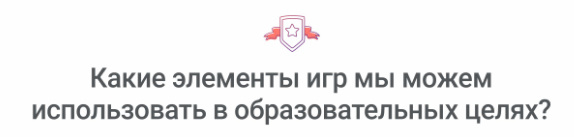 Какие элементы игр мы можем
использовать в образовательных целях?